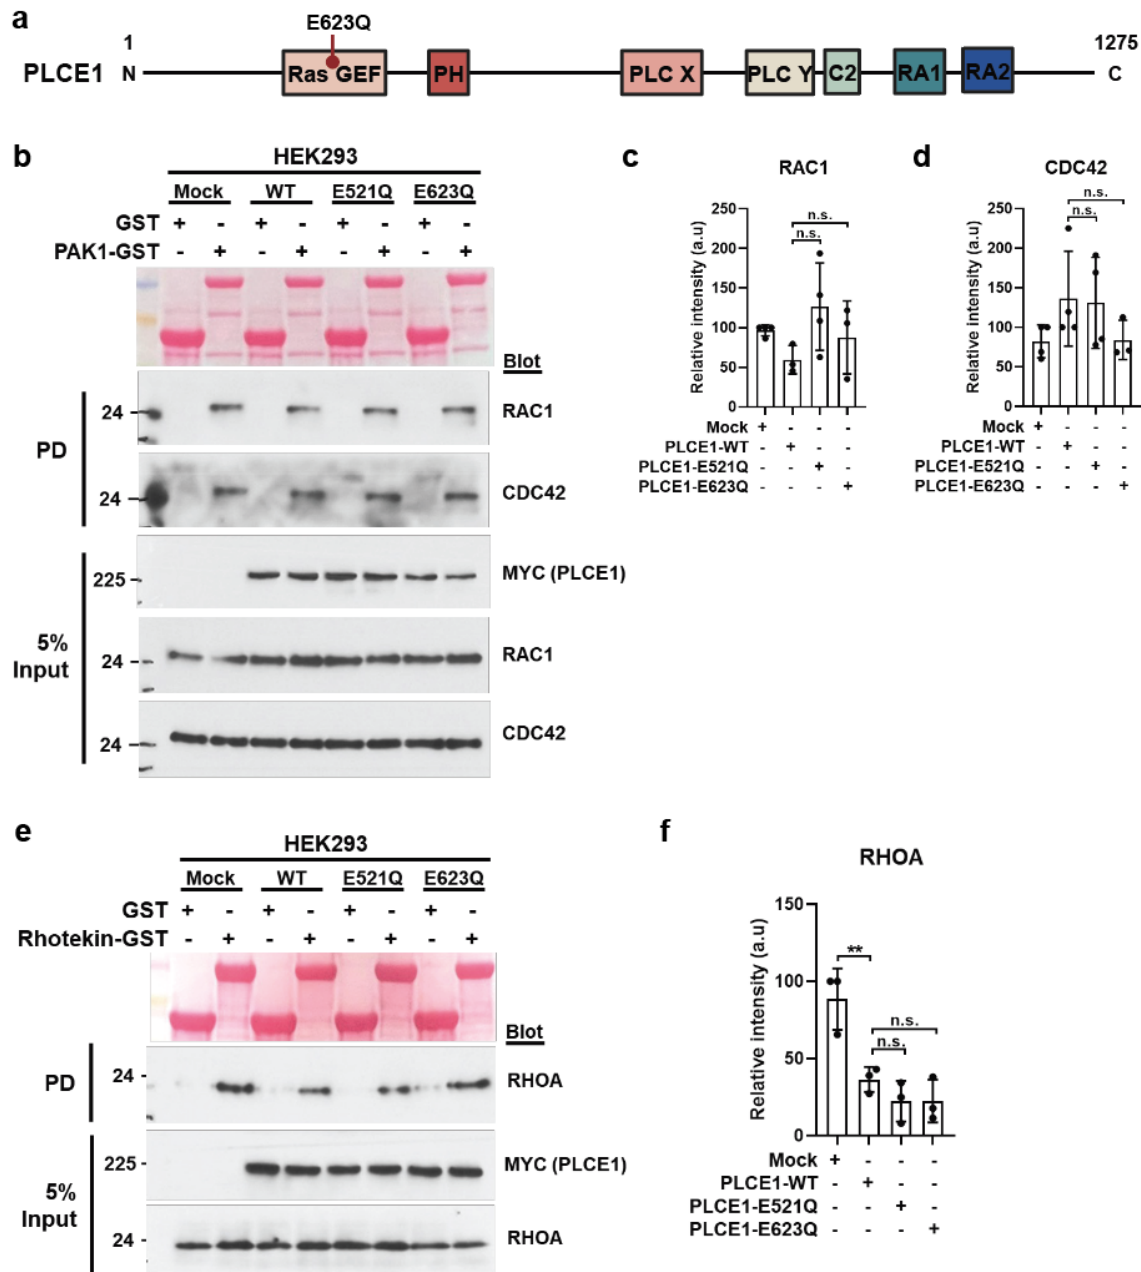 a
E623Q
1 1275
PLCE1 N Ras GEF PH PLC X PLC Y C2 RA1 RA2 C
b
HEK293
Mock WT E521Q E623Q
GST + - + - + - + -
PAK1-GST - + - + - + - +
Blot
PD
24 - RAC1
24 - CDC42
5%
Input
225 - MYC (PLCE1)
24 - RAC1
24 - CDC42
c
RAC1
Relative intensity (a.u)
250
200
150
100
50
0
n.s.
n.s.
Mock + - - -
PLCE1-WT - + - -
PLCE1-E521Q - - + -
PLCE1-E623Q - - - +
d
CDC42
Relative intensity (a.u)
250
200
150
100
50
0
n.s.
n.s.
Mock + - - -
PLCE1-WT - + - -
PLCE1-E521Q - - + -
PLCE1-E623Q - - - +
e
HEK293
Mock WT E521Q E623Q
GST + - + - + - + -
Rhotekin-GST - + - + - + - +
Blot
PD
24 - RHOA
5%
Input
225 - MYC (PLCE1)
24 - RHOA
f
RHOA
Relative intensity (a.u)
150
100
50
0
**
n.s.
n.s.
Mock + - - -
PLCE1-WT - + - -
PLCE1-E521Q - - + -
PLCE1-E623Q - - - +